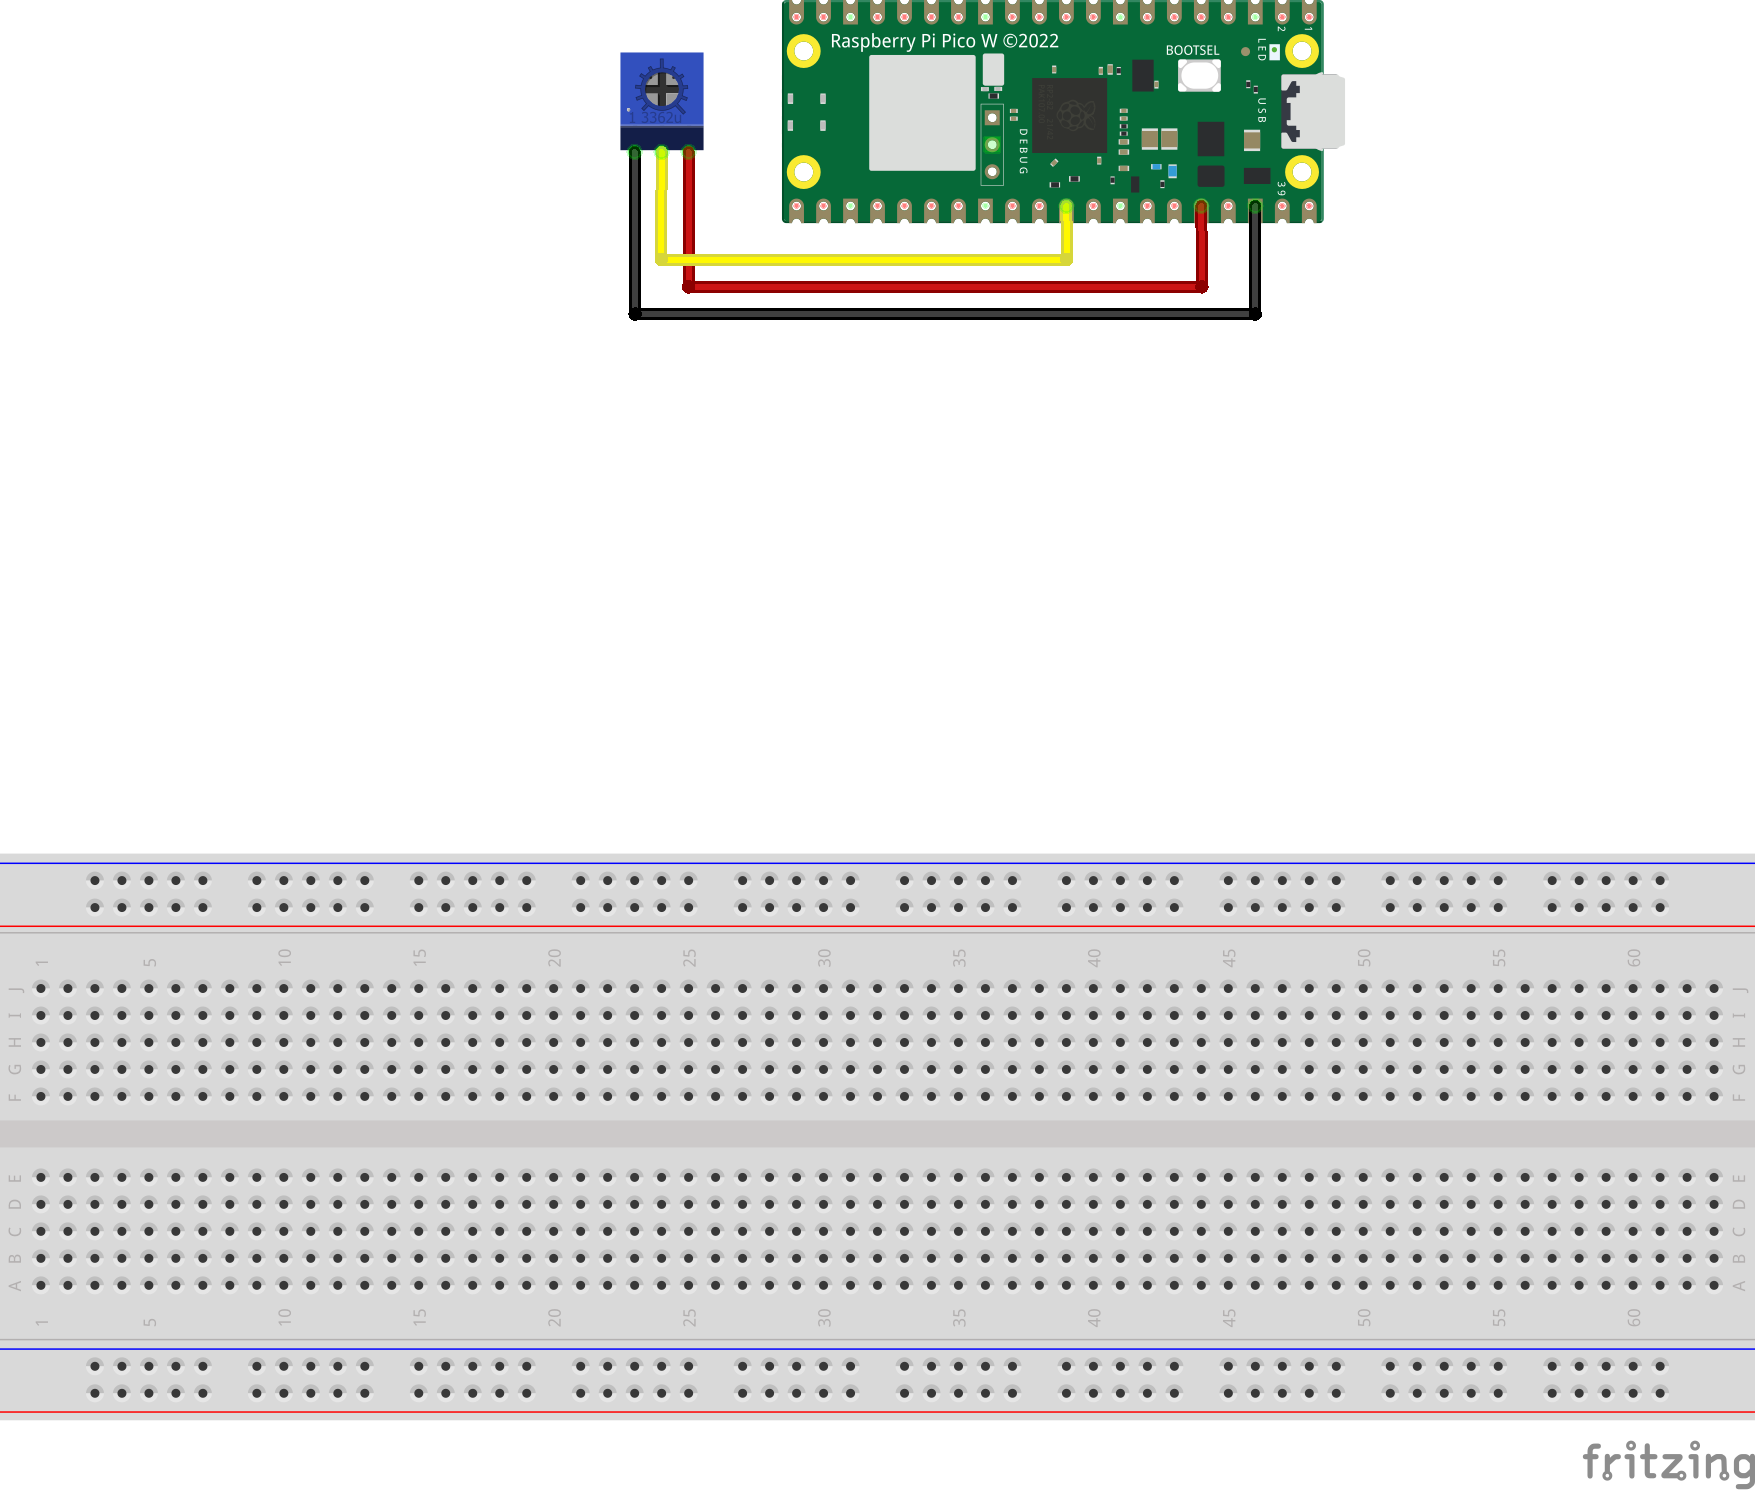 Raspberry Pi Pico W ©2022
BOOTSEL
LED
2
1
USB
DEBUG
39
1 3362U
1 5 10 15 20 25 30 35 40 45 50 55 60
J J
I I
H H
G G
F F
E E
D D
C C
B B
A A
1 5 10 15 20 25 30 35 40 45 50 55 60
fritzing